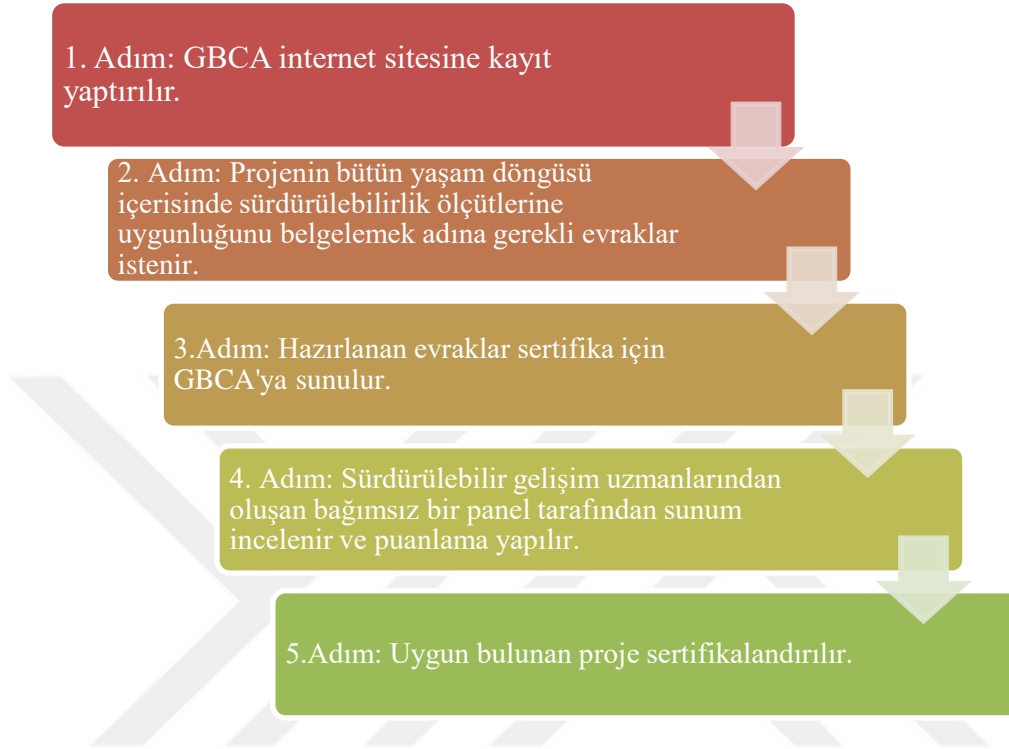 1. Adım: GBCA internet sitesine kayıt
yaptırılır.
2. Adım: Projenin bütün yaşam döngüsü
içerisinde sürdürülebilirlik ölçütlerine
uygunluğunu belgelemek adına gerekli evraklar
istenir.
3.Adım: Hazırlanan evraklar sertifika için
GBCA'ya sunulur.
4. Adım: Sürdürülebilir gelişim uzmanlarından
oluşan bağımsız bir panel tarafından sunum
incelenir ve puanlama yapılır.
5.Adım: Uygun bulunan proje sertifikalandırılır.